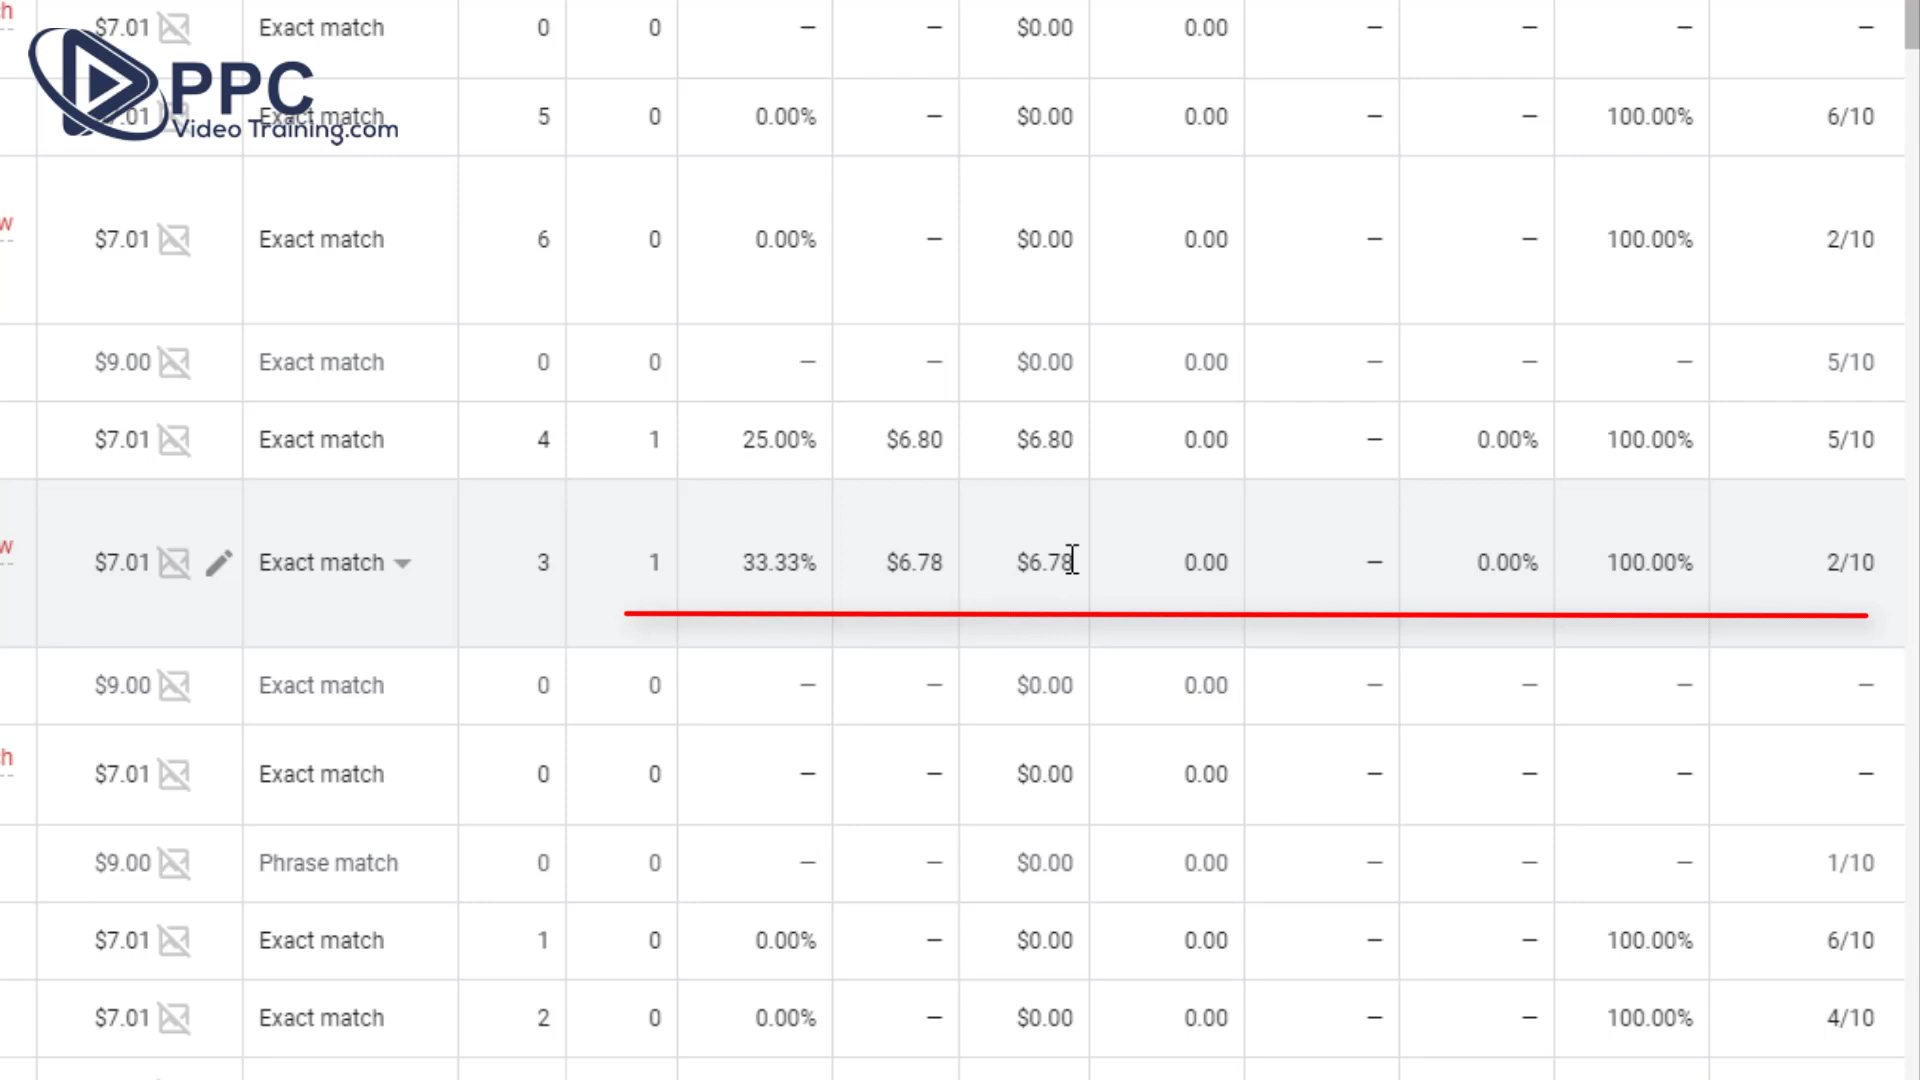 h $7.01 Exact match 0 0 – – $0.00 0.00 – – – –
PPC
Video Training.com
.01 Exact match 5 0 0.00% – $0.00 0.00 – – 100.00% 6/10
w
$7.01 Exact match 6 0 0.00% – $0.00 0.00 – – 100.00% 2/10
$9.00 Exact match 0 0 – – $0.00 0.00 – – – 5/10
$7.01 Exact match 4 1 25.00% $6.80 $6.80 0.00 – 0.00% 100.00% 5/10
w
$7.01 Exact match 3 1 33.33% $6.78 $6.78 0.00 – 0.00% 100.00% 2/10
$9.00 Exact match 0 0 – – $0.00 0.00 – – – –
h
$7.01 Exact match 0 0 – – $0.00 0.00 – – – –
$9.00 Phrase match 0 0 – – $0.00 0.00 – – – 1/10
$7.01 Exact match 1 0 0.00% – $0.00 0.00 – – 100.00% 6/10
$7.01 Exact match 2 0 0.00% – $0.00 0.00 – – 100.00% 4/10